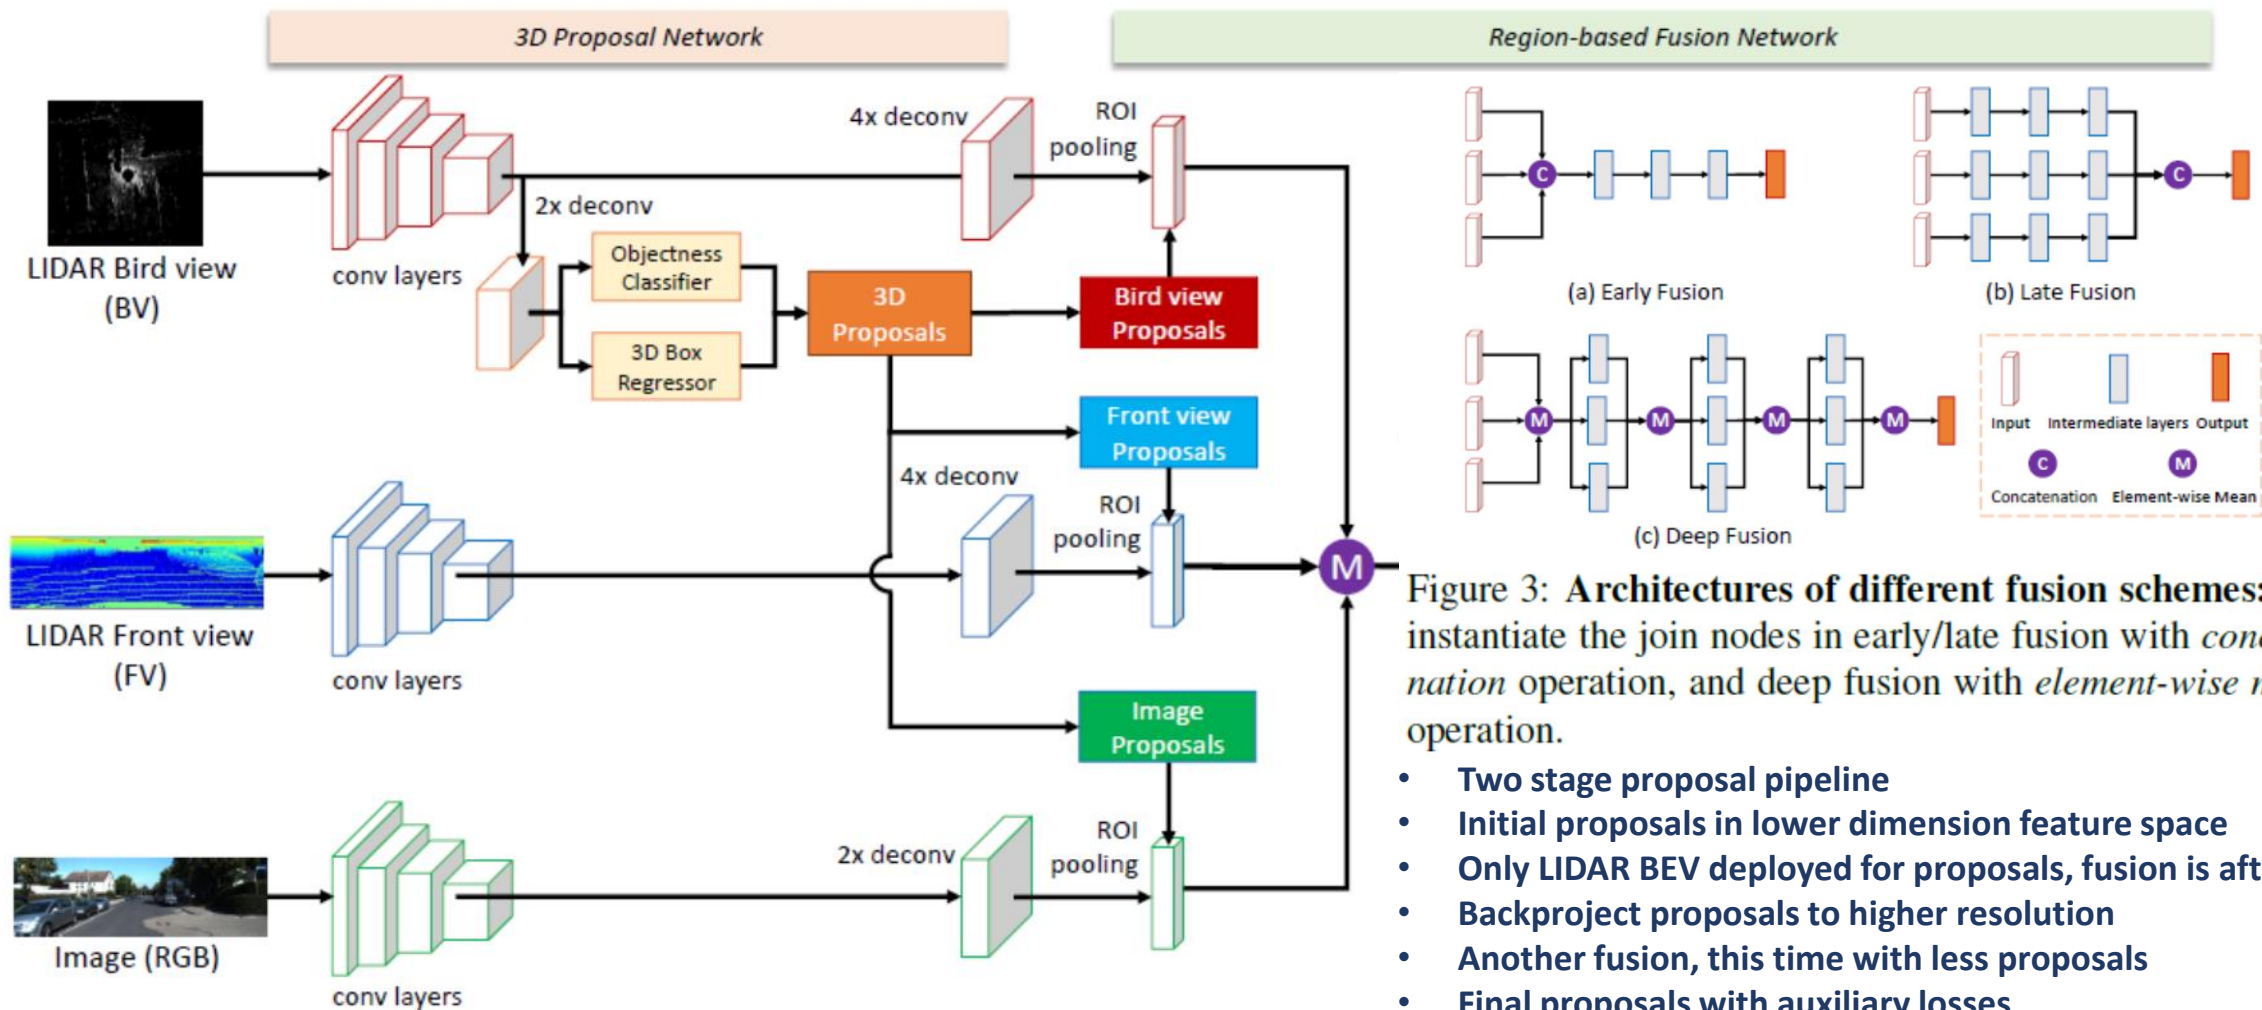 3D Proposal Network
Region-based Fusion Network
LIDAR Bird view
(BV)
conv layers
2x deconv
4x deconv
ROI
pooling
Objectness
Classifier
3D Box
Regressor
3D
Proposals
Bird view
Proposals
Front view
Proposals
LIDAR Front view
(FV)
conv layers
4x deconv
ROI
pooling
Image
Proposals
Image (RGB)
conv layers
2x deconv
ROI
pooling
M
C
(a) Early Fusion
C
(b) Late Fusion
M
M
M
M
(c) Deep Fusion
Input Intermediate layers Output
C
M
Concatenation Element-wise Mean
Figure 3: Architectures of different fusion schemes:
instantiate the join nodes in early/late fusion with
nation operation, and deep fusion with element-wise
operation.
• Two stage proposal pipeline
• Initial proposals in lower dimension feature space
• Only LIDAR BEV deployed for proposals, fusion is
• Backproject proposals to higher resolution
• Another fusion, this time with less proposals
• Final proposals with auxiliary losses